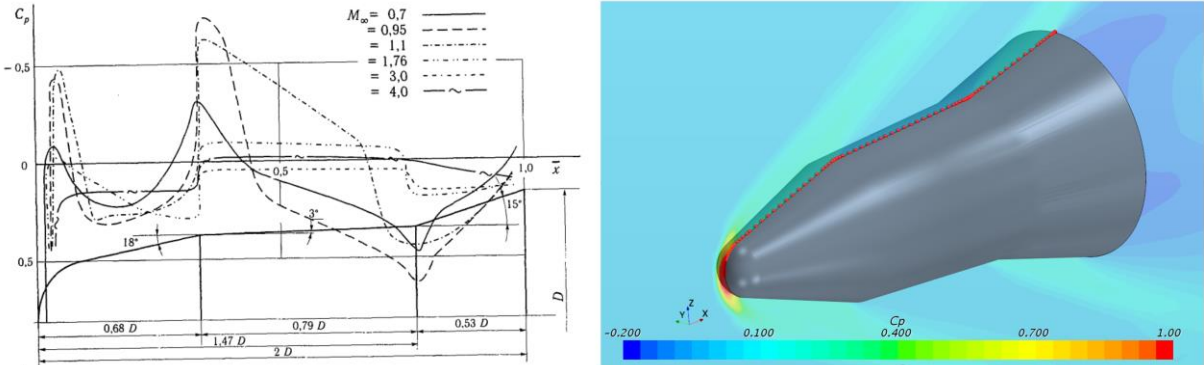 C_p
M_∞= 0,7
= 0,95
= 1,1
= 1,76
= 3,0
= 4,0
- 0,5
0
0,5
0,5
1,0
x̄
18°
3°
15°
D
0,68 D
0,79 D
0,53 D
1,47 D
2 D
Z
Y
X
Cp
-0.200
0.100
0.400
0.700
1.00